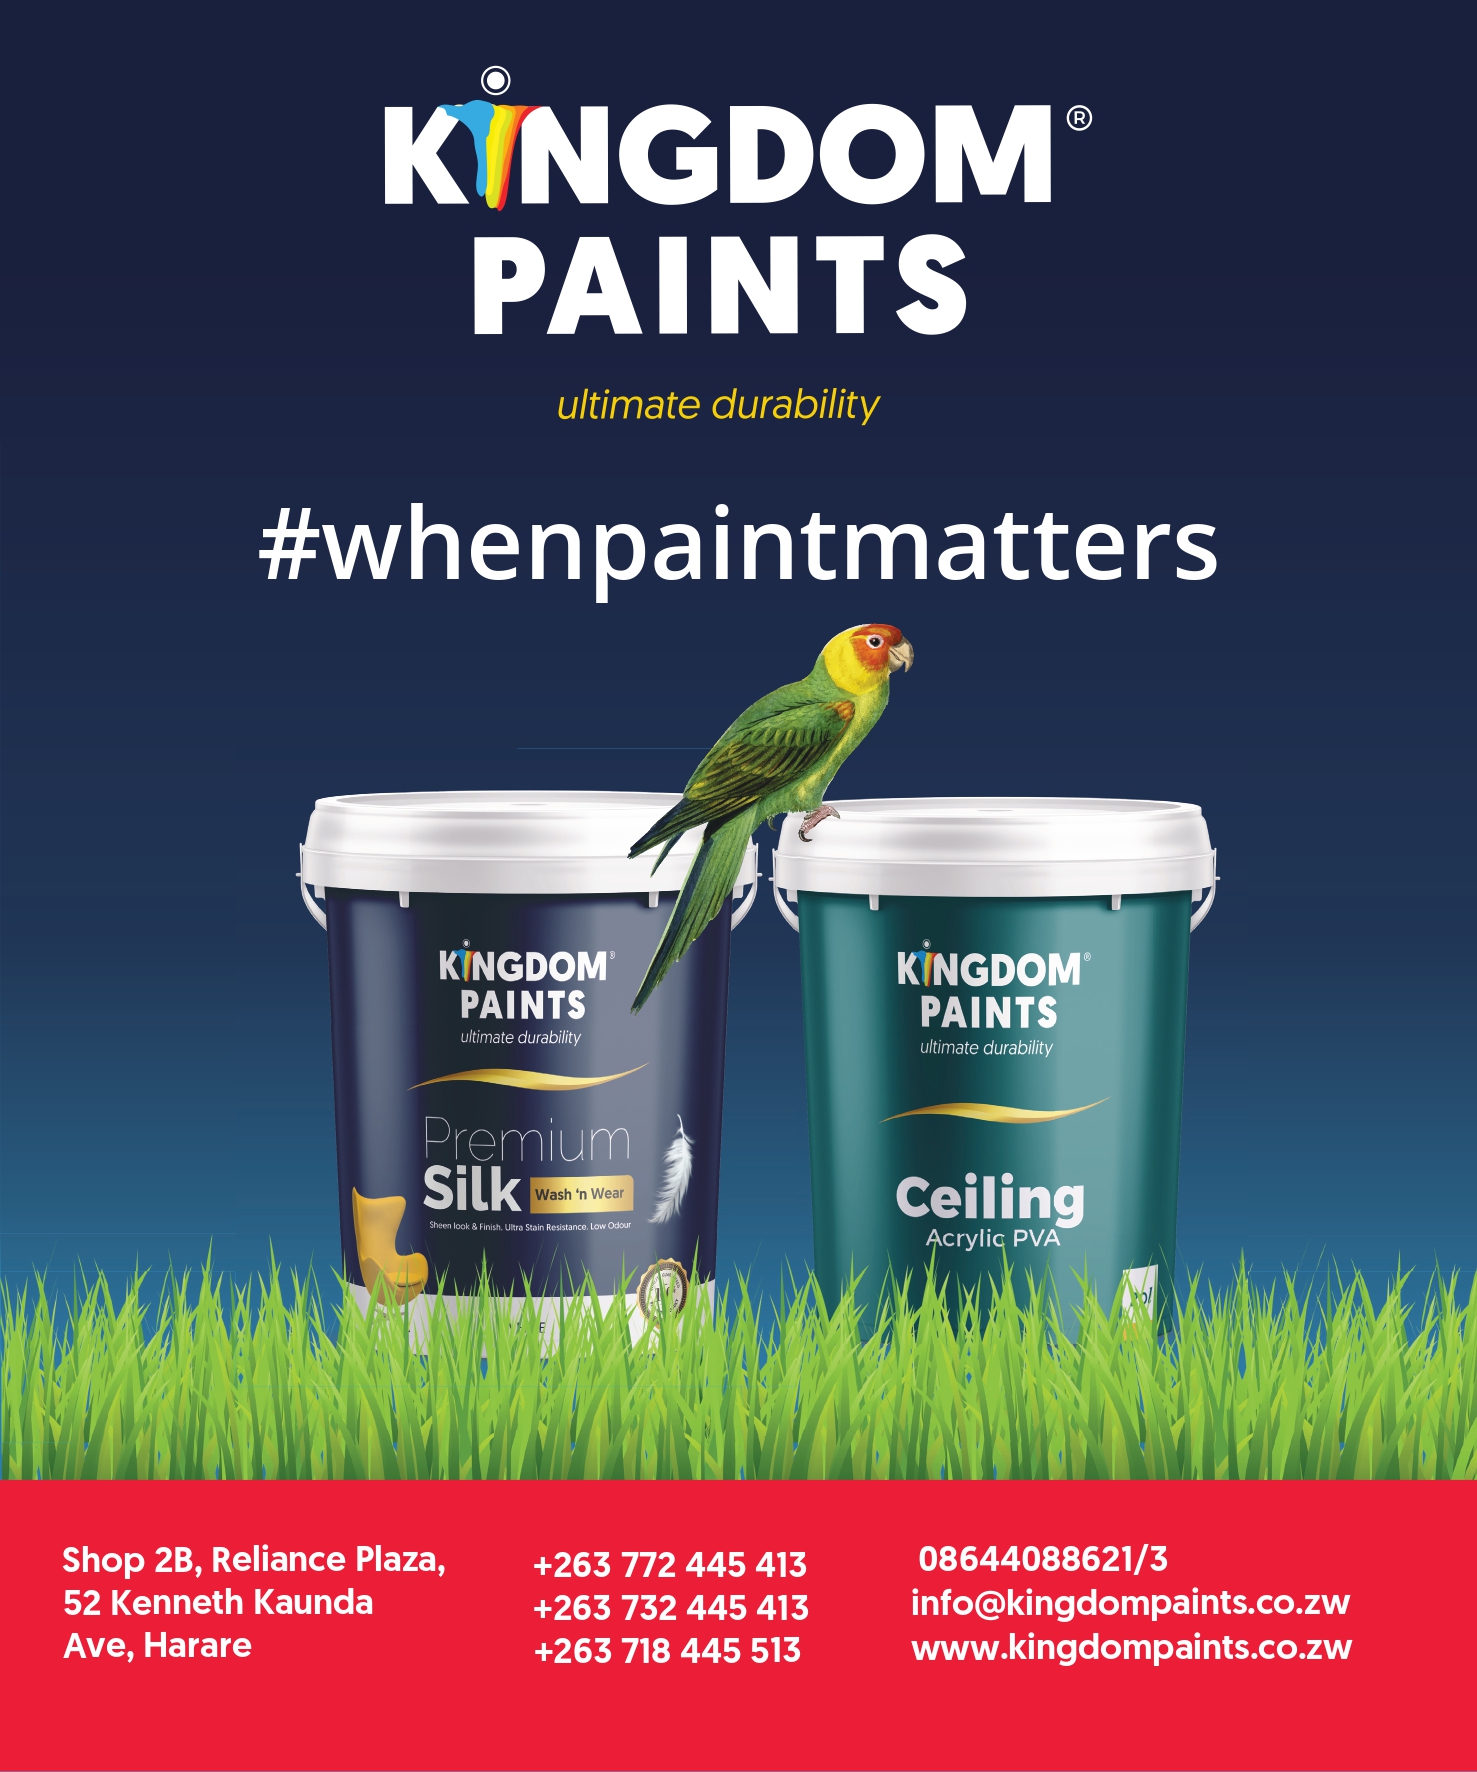 KINGDOM ®
PAINTS
ultimate durability
#whenpaintmatters
KINGDOM ®
PAINTS
ultimate durability
Premium
Silk Wash 'n Wear
Sheen look & Finish. Ultra Stain Resistance. Low Odour
KINGDOM ®
PAINTS
ultimate durability
Ceiling
Acrylic PVA
Shop 2B, Reliance Plaza,
52 Kenneth Kaunda
Ave, Harare
+263 772 445 413
+263 732 445 413
+263 718 445 513
08644088621/3
info@kingdompaints.co.zw
www.kingdompaints.co.zw